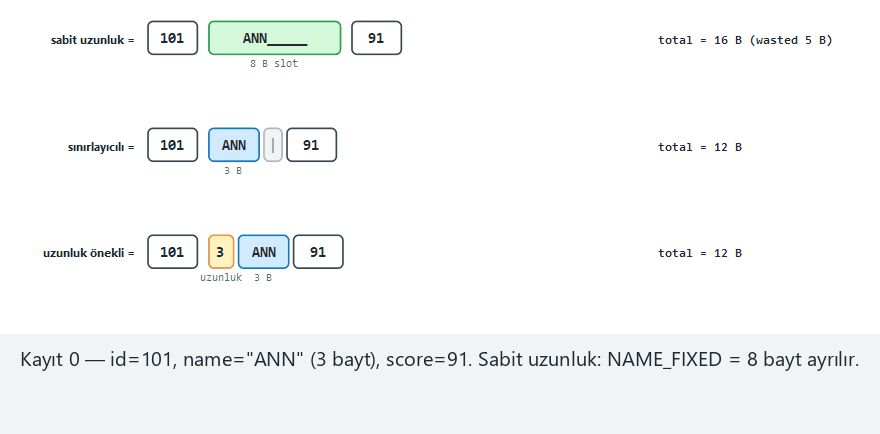 sabit uzunluk = 101 ANN_____ 91 total = 16 B (wasted 5 B)
8 B slot
sınırlayıcılı = 101 ANN | 91 total = 12 B
3 B
uzunluk önekli = 101 3 ANN 91 total = 12 B
uzunluk 3 B
Kayıt 0 — id=101, name="ANN" (3 bayt), score=91. Sabit uzunluk: NAME_FIXED = 8 bayt ayrılır.